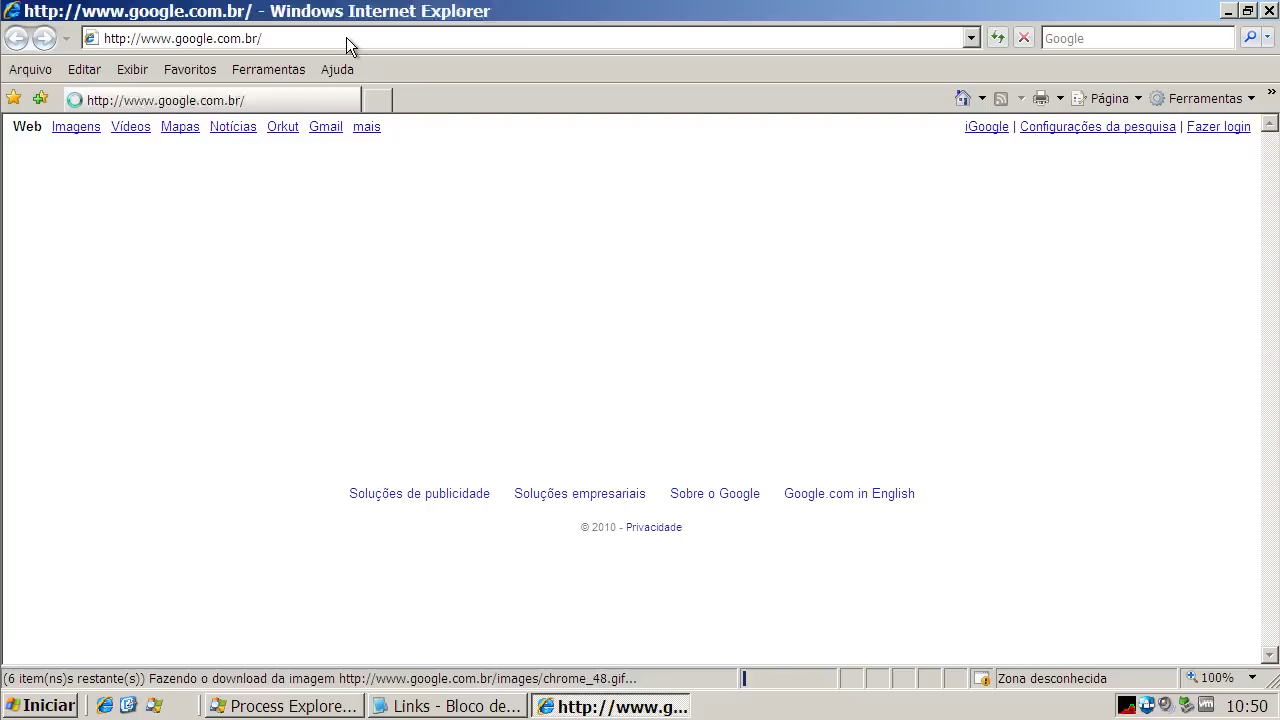 http://www.google.com.br/ - Windows Internet Explorer
http://www.google.com.br/
Google
Arquivo Editar Exibir Favoritos Ferramentas Ajuda
http://www.google.com.br/
Página Ferramentas »
Web Imagens Vídeos Mapas Notícias Orkut Gmail mais
iGoogle | Configurações da pesquisa | Fazer login
Soluções de publicidade Soluções empresariais Sobre o Google Google.com in English
© 2010 - Privacidade
(6 item(ns)s restante(s)) Fazendo o download da imagem http://www.google.com.br/images/chrome_48.gif...
Zona desconhecida
100%
Iniciar
Process Explore...
Links - Bloco de...
http://www.g...
10:50